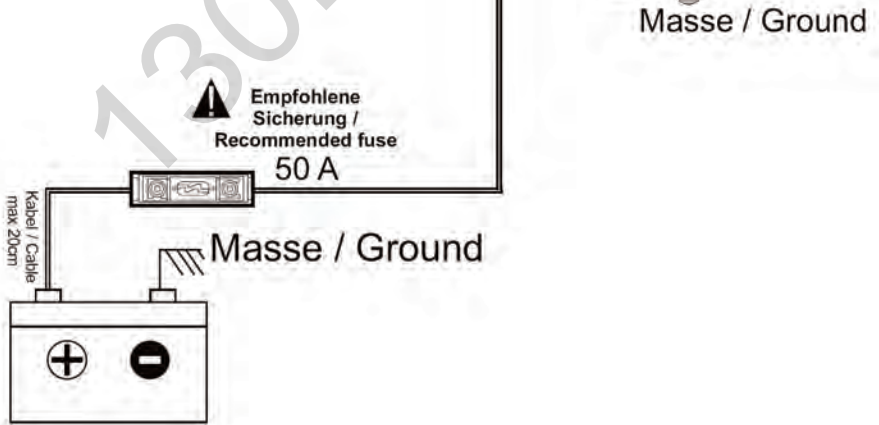 Masse / Ground
Empfohlene
Sicherung /
Recommended fuse
50 A
Kabel / Cable
max 20cm
Masse / Ground